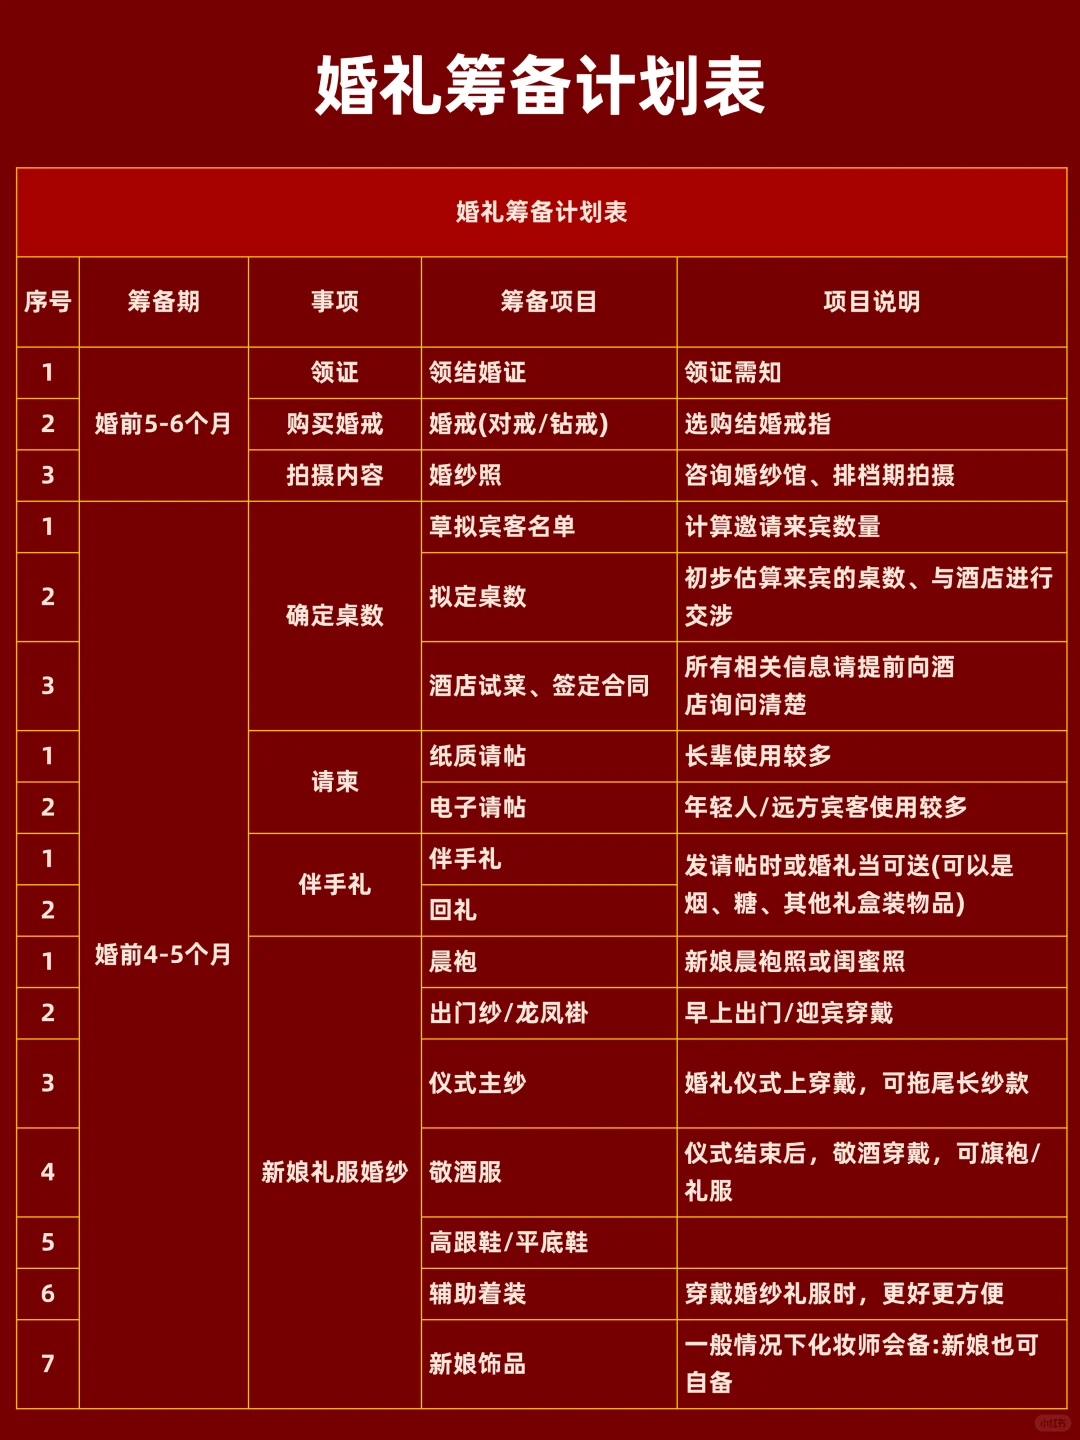 婚礼筹备计划表
婚礼筹备计划表
序号 筹备期 事项 筹备项目 项目说明
1 领证 领结婚证 领证需知
2 婚前5-6个月 购买婚戒 婚戒(对戒/钻戒) 选购结婚戒指
3 拍摄内容 婚纱照 咨询婚纱馆、排档期拍摄
1 草拟宾客名单 计算邀请来宾数量
2 拟定桌数 初步估算来宾的桌数、与酒店进行
交涉
确定桌数
3 酒店试菜、签定合同 所有相关信息请提前向酒
店询问清楚
1 纸质请帖 长辈使用较多
请柬
2 电子请帖 年轻人/远方宾客使用较多
1 伴手礼 发请帖时或婚礼当可送(可以是
伴手礼
2 回礼 烟、糖、其他礼盒装物品)
婚前4-5个月
1 晨袍 新娘晨袍照或闺蜜照
2 出门纱/龙凤褂 早上出门/迎宾穿戴
3 仪式主纱 婚礼仪式上穿戴，可拖尾长纱款
4 新娘礼服婚纱 敬酒服 仪式结束后，敬酒穿戴，可旗袍/
礼服
5 高跟鞋/平底鞋
6 辅助着装 穿戴婚纱礼服时，更好更方便
7 新娘饰品 一般情况下化妆师会备:新娘也可
自备
小红书